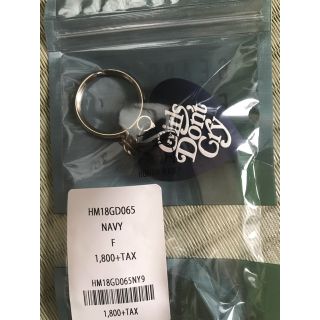 Girls
Don't
Cry
HM18GD065
NAVY
F
1,800+TAX
HM18GD065NY9
1,800+TAX